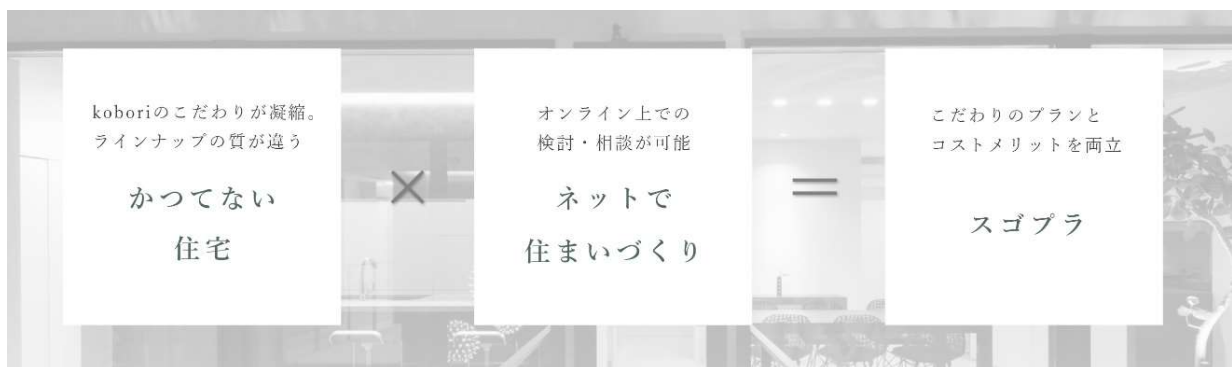 koboriのこだわりが凝縮。
ラインナップの質が違う
かつてない
住宅
×
オンライン上での
検討・相談が可能
ネットで
住まいづくり
=
こだわりのプランと
コストメリットを両立
スゴプラ